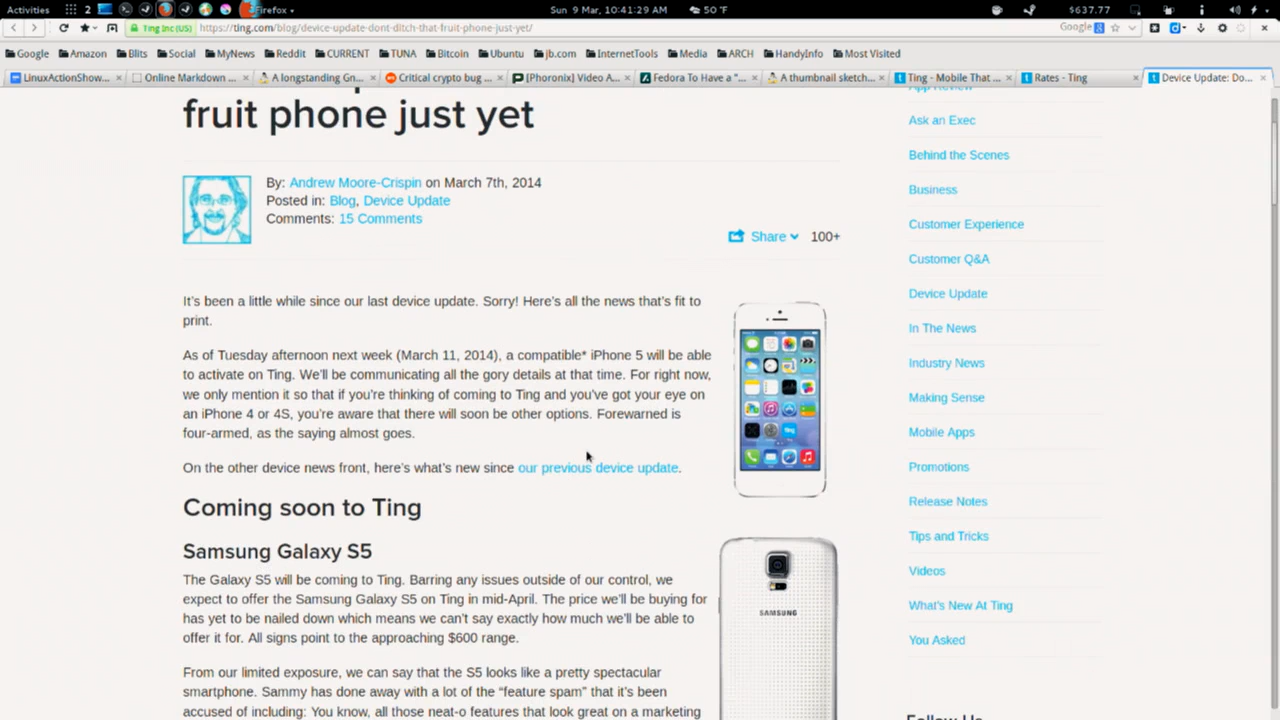 Activities
2
Firefox
Sun 9 Mar, 10:41:29 AM
50 °F
$637.77
Ting Inc (US)
https://ting.com/blog/device-update-dont-ditch-that-fruit-phone-just-yet/
Google
Google
Amazon
Blits
Social
MyNews
Reddit
CURRENT
TUNA
Bitcoin
Ubuntu
jb.com
InternetTools
Media
ARCH
HandyInfo
Most Visited
LinuxActionShow...
Online Markdown ...
A longstanding Gn...
Critical crypto bug ...
[Phoronix] Video A...
Fedora To Have a "...
A thumbnail sketch...
Ting - Mobile That ...
Rates - Ting
Device Update: Do...
fruit phone just yet
By: Andrew Moore-Crispin on March 7th, 2014
Posted in: Blog, Device Update
Comments: 15 Comments
Share
100+
It's been a little while since our last device update. Sorry! Here's all the news that's fit to
print.
As of Tuesday afternoon next week (March 11, 2014), a compatible* iPhone 5 will be able
to activate on Ting. We'll be communicating all the gory details at that time. For right now,
we only mention it so that if you're thinking of coming to Ting and you've got your eye on
an iPhone 4 or 4S, you're aware that there will soon be other options. Forewarned is
four-armed, as the saying almost goes.
On the other device news front, here's what's new since our previous device update.
Coming soon to Ting
Samsung Galaxy S5
The Galaxy S5 will be coming to Ting. Barring any issues outside of our control, we
expect to offer the Samsung Galaxy S5 on Ting in mid-April. The price we'll be buying for
has yet to be nailed down which means we can't say exactly how much we'll be able to
offer it for. All signs point to the approaching $600 range.
From our limited exposure, we can say that the S5 looks like a pretty spectacular
smartphone. Sammy has done away with a lot of the "feature spam" that it's been
accused of including: You know, all those neat-o features that look great on a marketing
SAMSUNG
App Review
Ask an Exec
Behind the Scenes
Business
Customer Experience
Customer Q&A
Device Update
In The News
Industry News
Making Sense
Mobile Apps
Promotions
Release Notes
Tips and Tricks
Videos
What's New At Ting
You Asked
Follow Us